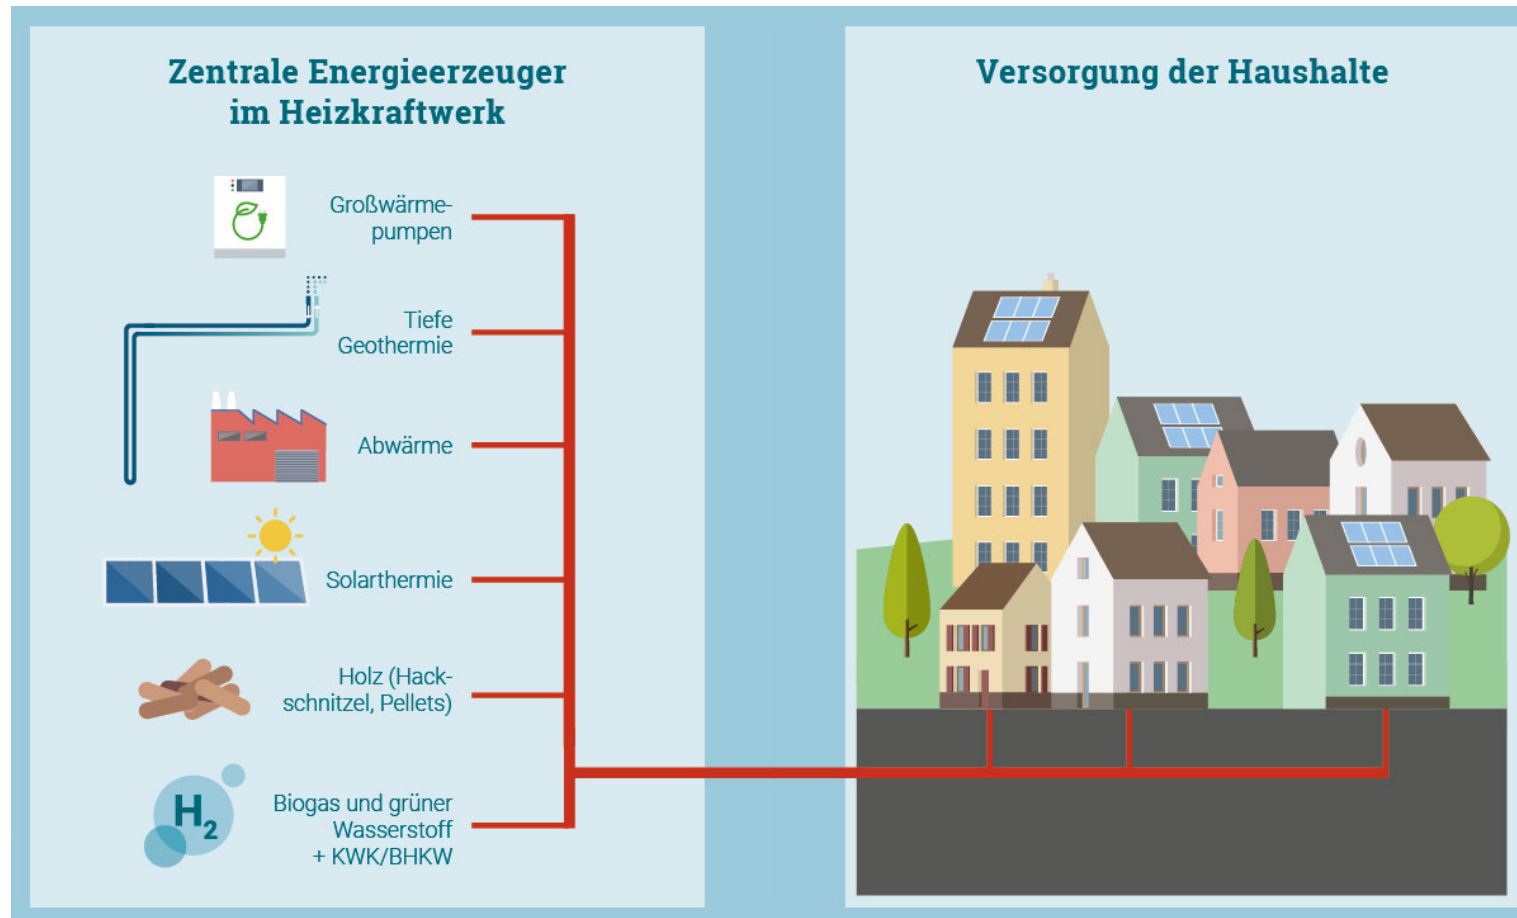 Zentrale Energieerzeuger
im Heizkraftwerk
Großwärme-
pumpen
Tiefe
Geothermie
Abwärme
Solarthermie
Holz (Hack-
schnitzel, Pellets)
H2
Biogas und grüner
Wasserstoff
+ KWK/BHKW
Versorgung der Haushalte